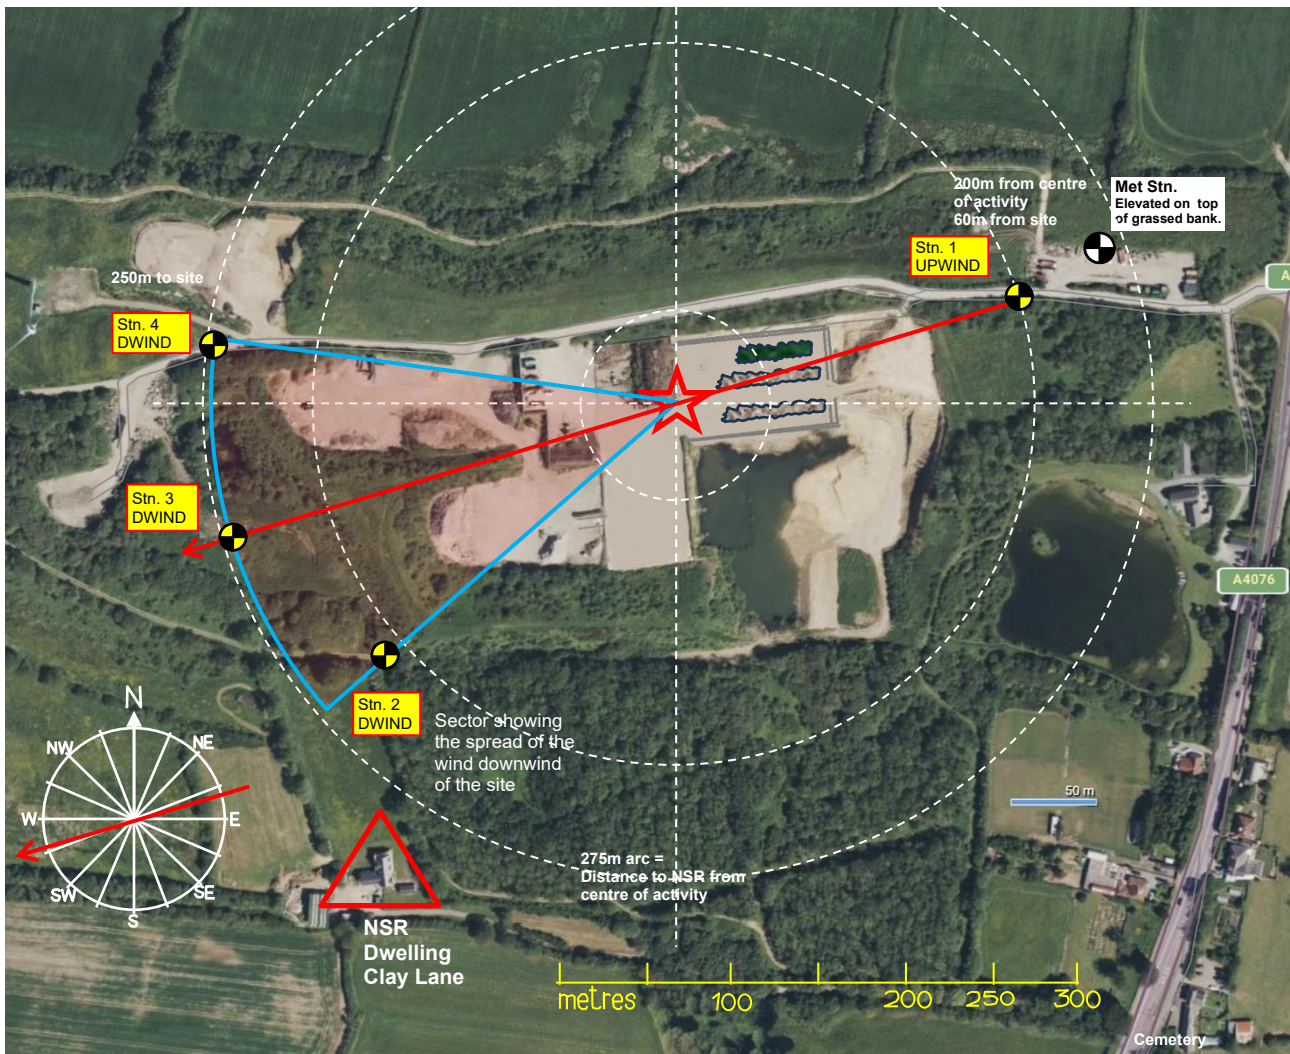 200m from centre
of activity
60m from site
Met Stn.
Elevated on top
of grassed bank.
Stn. 1
UPWIND
A
250m to site
Stn. 4
DWIND
Stn. 3
DWIND
A4076
Stn. 2
DWIND
Sector showing
the spread of the
wind downwind
of the site
N
NW
NE
W
E
SW
SE
S
50 m
275m arc =
Distance to NSR from
centre of activity
NSR
Dwelling
Clay Lane
metres 100 200 250 300
Cemetery